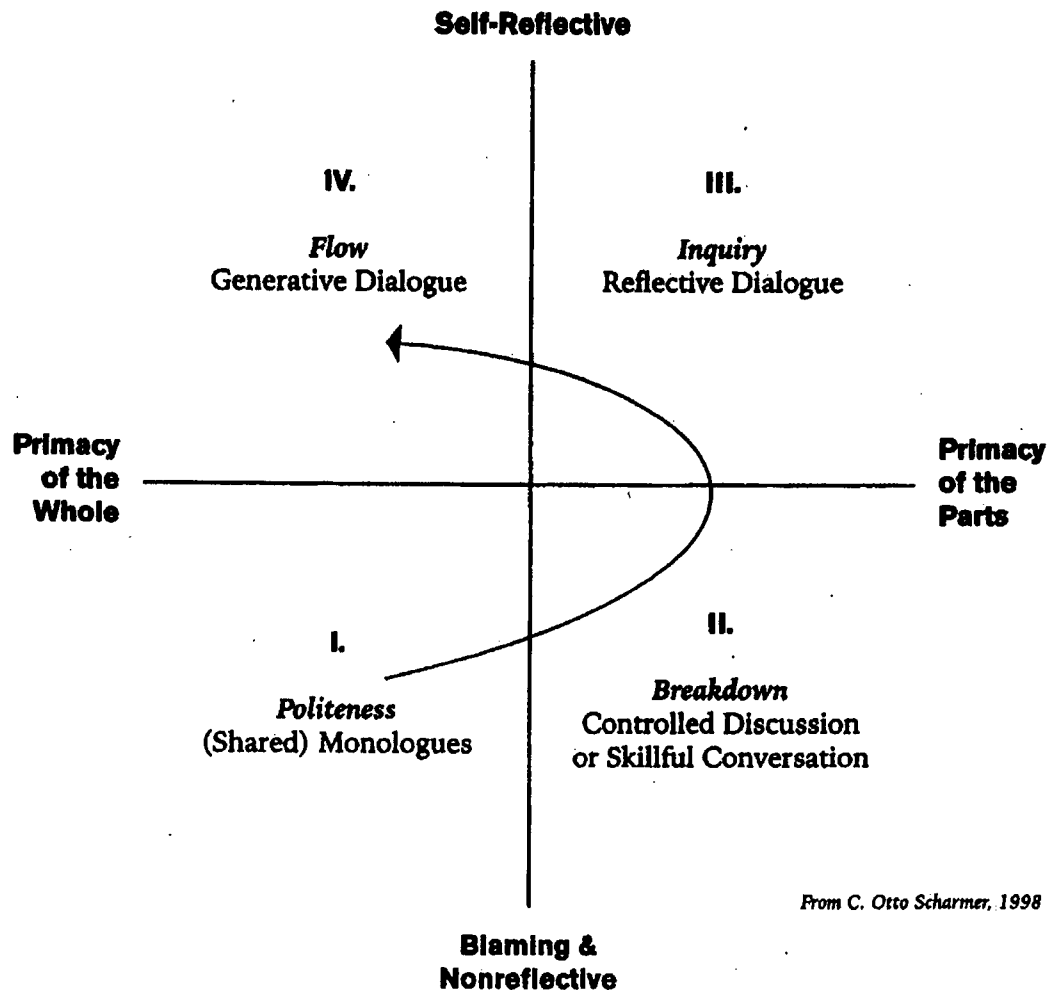 Self-Reflective
IV.
Flow
Generative Dialogue
III.
Inquiry
Reflective Dialogue
Primacy
of the
Whole
Primacy
of the
Parts
I.
Politeness
(Shared) Monologues
II.
Breakdown
Controlled Discussion
or Skillful Conversation
From C. Otto Scharmer, 1998
Blaming &
Nonreflective